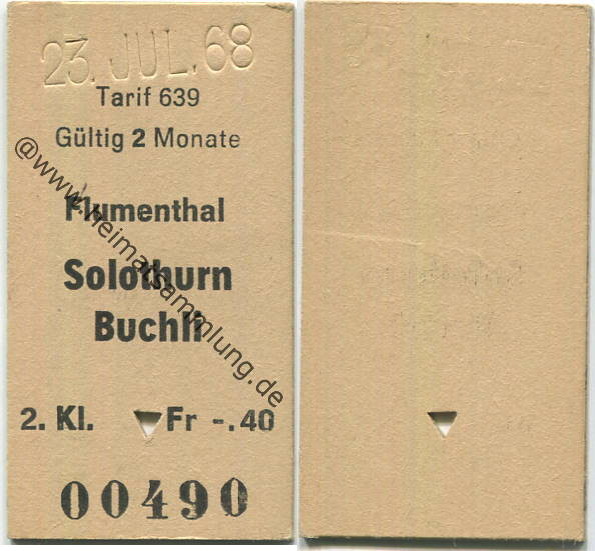 23. JUL. 68
Tarif 639
Gültig 2 Monate
Flumenthal
Solothurn
Buchli
2. Kl. Fr -.40
00490
@www.heimatsammlung.de